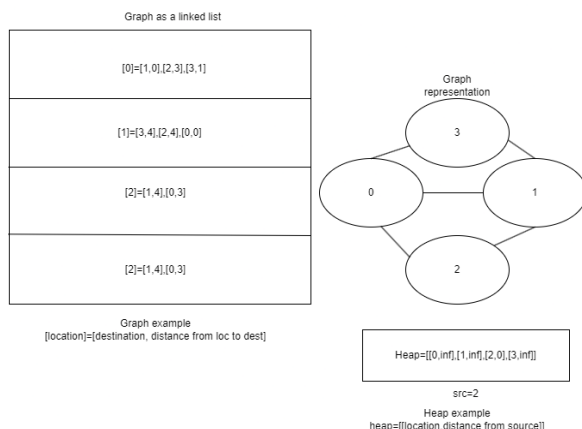 Graph as a linked list
[0]=[1,0],[2,3],[3,1]
[1]=[3,4],[2,4],[0,0]
[2]=[1,4],[0,3]
[2]=[1,4],[0,3]
Graph example
[location]=[destination, distance from loc to dest]
Graph
representation
3
0
1
2
Heap=[[0,inf],[1,inf],[2,0],[3,inf]]
src=2
Heap example
heap=[[location,distance from source]]